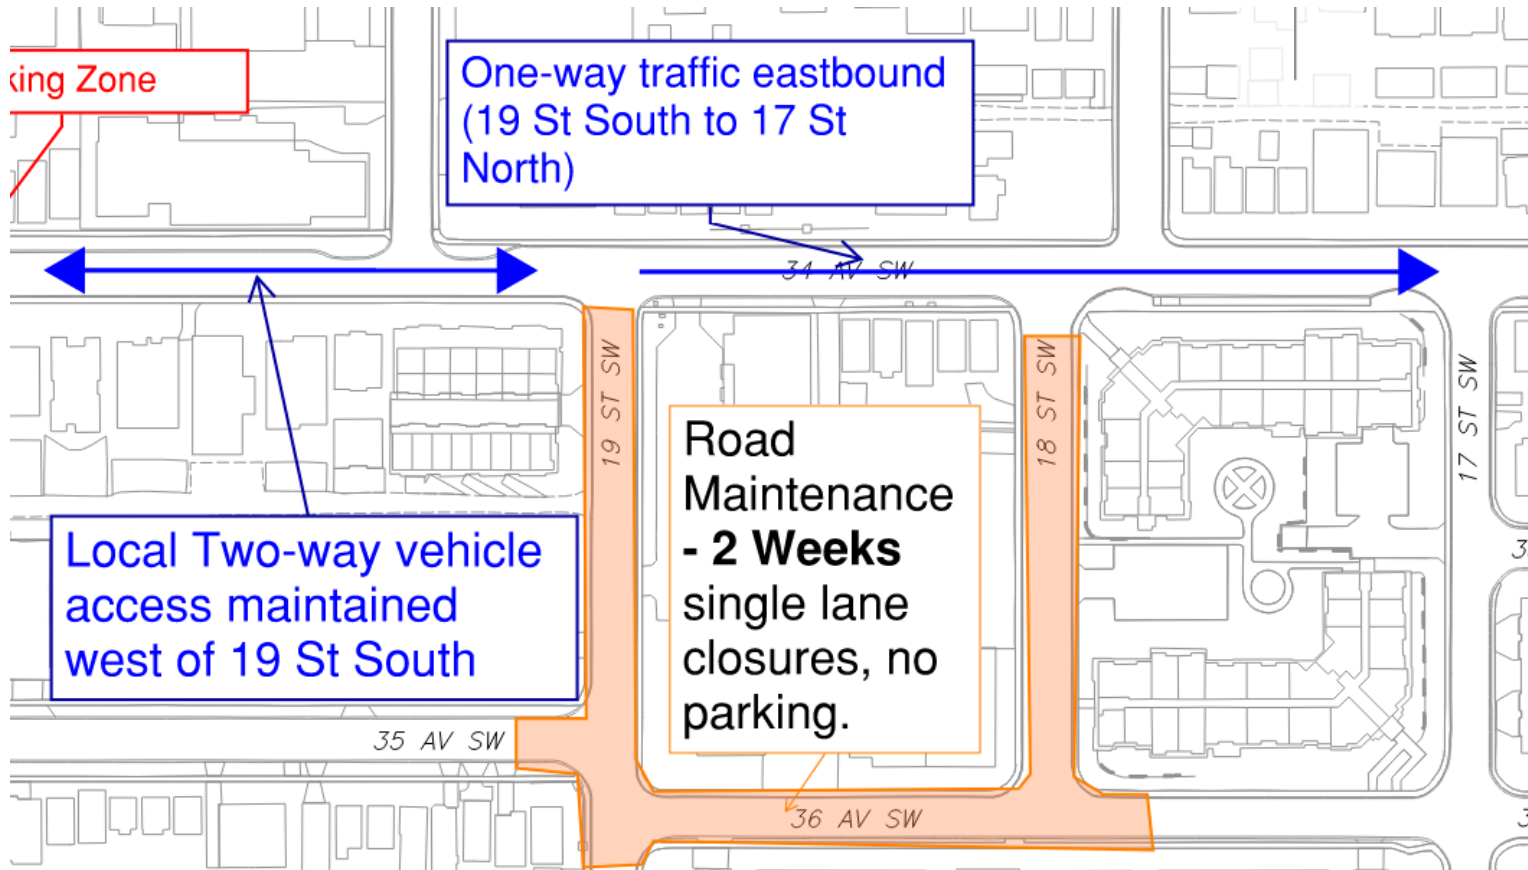 king Zone
One-way traffic eastbound
(19 St South to 17 St
North)
34 AV SW
19 ST SW
18 ST SW
17 ST SW
Road
Maintenance
- 2 Weeks
single lane
closures, no
parking.
Local Two-way vehicle
access maintained
west of 19 St South
35 AV SW
36 AV SW